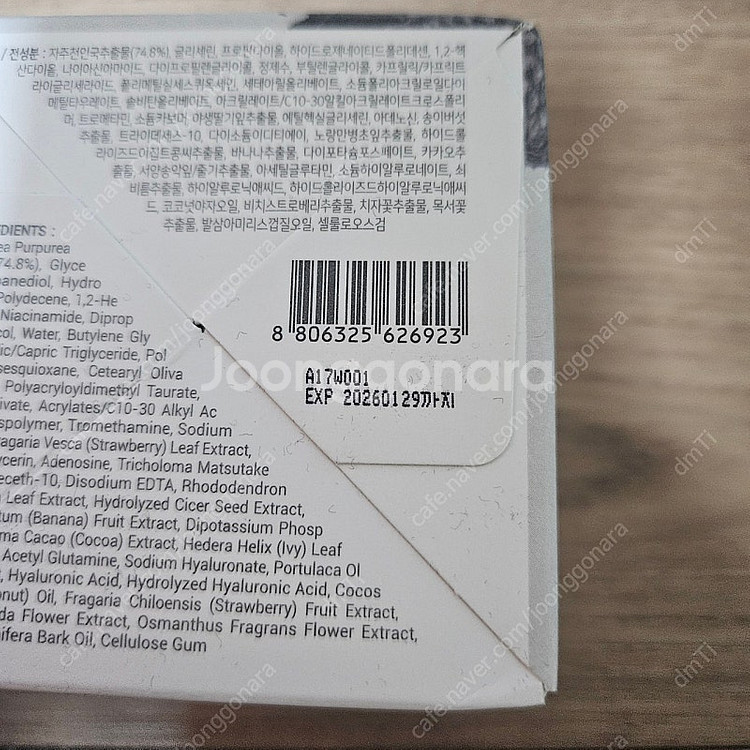 / 전성분 : 자주천인국추출물(74.8%), 글리세린, 프로판다이올, 하이드로제네이티드폴리데센, 1,2-헥
산다이올, 나이아신아마이드, 다이프로필렌글라이콜, 정제수, 부틸렌글라이콜, 카프릴릭/카프릭트
라이글리세라이드, 폴리메틸실세스퀴옥세인, 세테아릴올리베이트, 소듐폴리아크릴로일다이
메틸타우레이트, 솔비탄올리베이트, 아크릴레이트/C10-30알킬아크릴레이트크로스폴리
머, 트로메타민, 소듐카보머, 야생딸기잎추출물, 에틸헥실글리세린, 아데노신, 송이버섯
추출물, 트라이데세스-10, 다이소듐이디티에이, 노랑만병초잎추출물, 하이드롤
라이즈드이집트콩씨추출물, 바나나추출물, 다이포타슘포스페이트, 카카오추
출물, 서양송악잎/줄기추출물, 아세틸글루타민, 소듐하이알루로네이트, 쇠
비름추출물, 하이알루로닉애씨드, 하이드롤라이즈드하이알루로닉애씨
드, 코코넛야자오일, 비치스트로베리추출물, 치자꽃추출물, 목서꽃
추출물, 발삼아미리스껍질오일, 셀룰로오스검
DIENTS :
ea Purpurea
74.8%), Glyce
anediol, Hydro
Polydecene, 1,2-He
Niacinamide, Diprop
col, Water, Butylene Gly
ic/Capric Triglyceride, Pol
sesquioxane, Cetearyl Oliva
Polyacryloyldimethyl Taurate,
ivate, Acrylates/C10-30 Alkyl Ac
spolymer, Tromethamine, Sodium
ragaria Vesca (Strawberry) Leaf Extract,
ycerin, Adenosine, Tricholoma Matsutake
eceth-10, Disodium EDTA, Rhododendron
Leaf Extract, Hydrolyzed Cicer Seed Extract,
tum (Banana) Fruit Extract, Dipotassium Phosp
ma Cacao (Cocoa) Extract, Hedera Helix (Ivy) Leaf
Acetyl Glutamine, Sodium Hyaluronate, Portulaca Ol
, Hyaluronic Acid, Hydrolyzed Hyaluronic Acid, Cocos
onut) Oil, Fragaria Chiloensis (Strawberry) Fruit Extract,
da Flower Extract, Osmanthus Fragrans Flower Extract,
nifera Bark Oil, Cellulose Gum
8 806325 626923
A17W001
EXP 20260129까지
Joonggonara
cafe.naver.com/joonggonara
dmTI